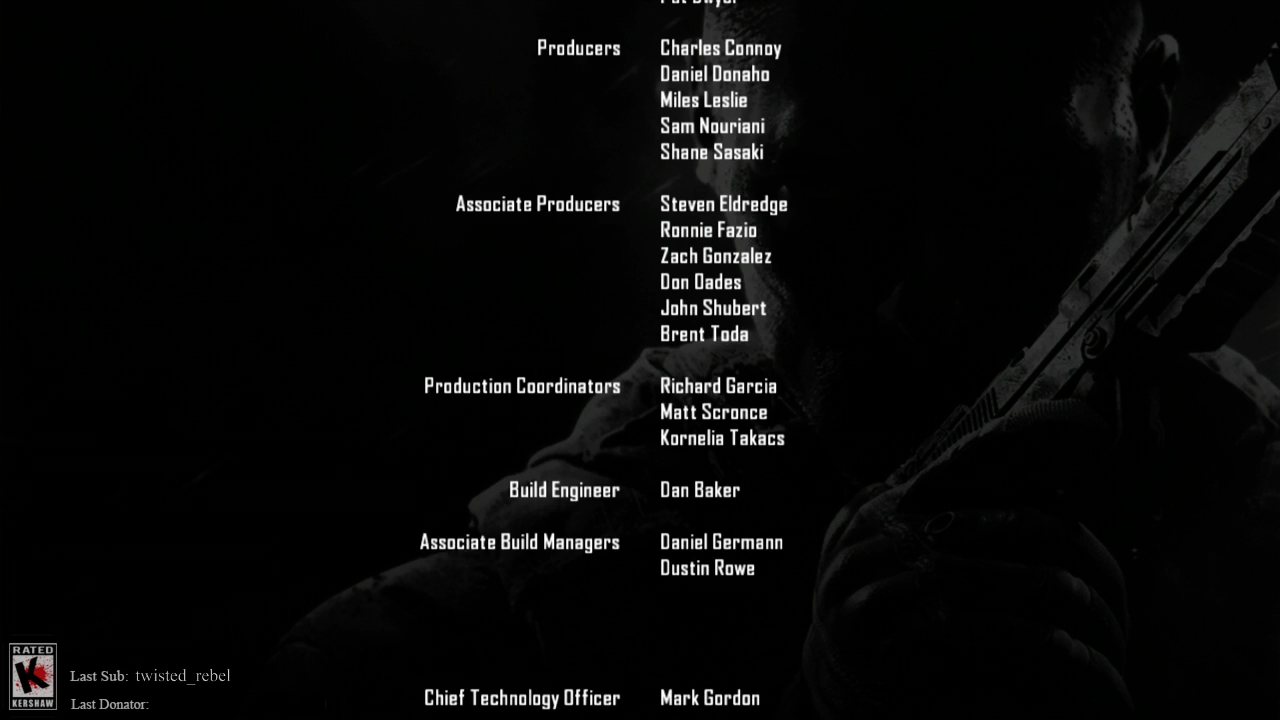 Producers Charles Connoy
Daniel Donaho
Miles Leslie
Sam Nouriani
Shane Sasaki
Associate Producers Steven Eldredge
Ronnie Fazio
Zach Gonzalez
Don Oades
John Shubert
Brent Toda
Production Coordinators Richard Garcia
Matt Scronce
Kornelia Takacs
Build Engineer Dan Baker
Associate Build Managers Daniel Germann
Dustin Rowe
Chief Technology Officer Mark Gordon
RATED
K
KERSHAW
Last Sub: twisted_rebel
Last Donator: